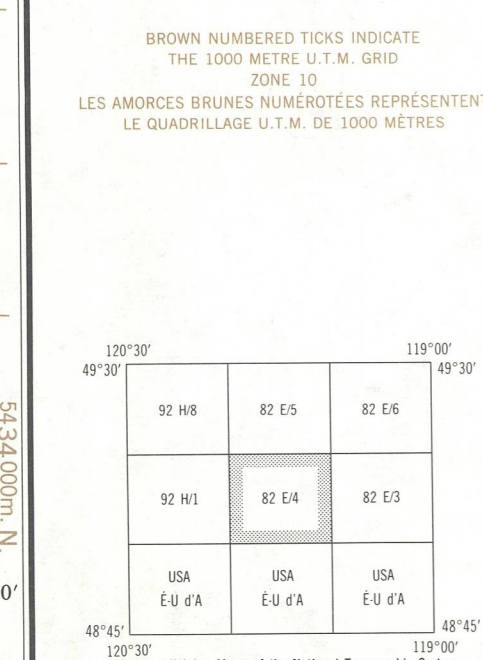 BROWN NUMBERED TICKS INDICATE
THE 1000 METRE U.T.M. GRID
ZONE 10
LES AMORCES BRUNES NUMÉROTÉES REPRÉSENTENT
LE QUADRILLAGE U.T.M. DE 1000 MÈTRES
120°30′ 119°00′
49°30′ 49°30′
92 H/8 82 E/5 82 E/6
5434000m. N.
92 H/1 82 E/4 82 E/3
0′
USA USA USA
É-U d'A É-U d'A É-U d'A
48°45′ 48°45′
120°30′ 119°00′